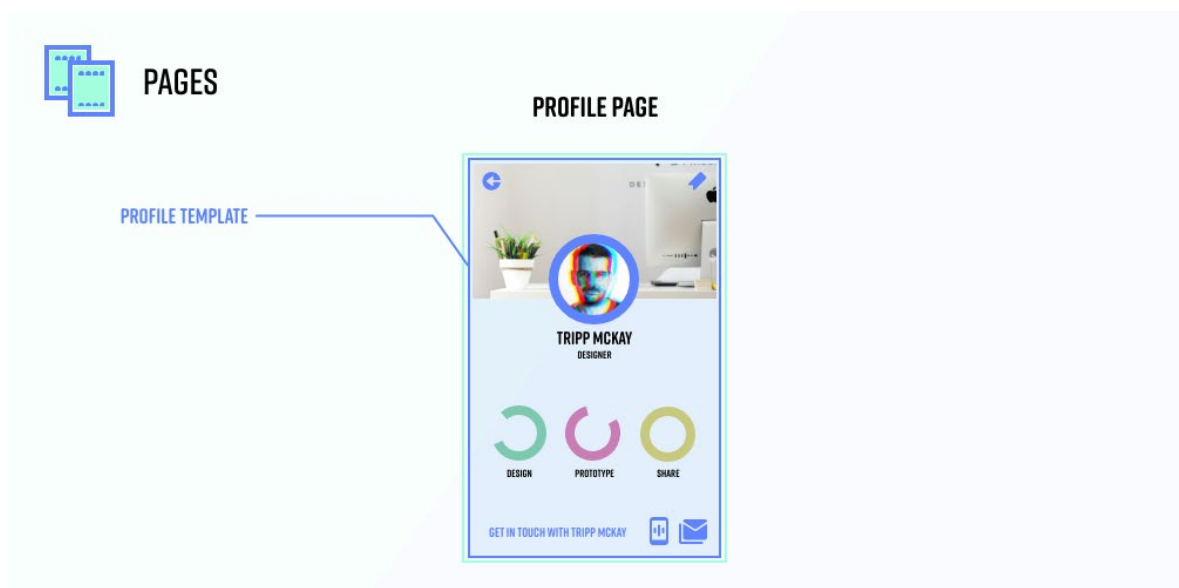 PAGES
PROFILE PAGE
PROFILE TEMPLATE
TRIPP MCKAY
DESIGNER
DESIGN
PROTOTYPE
SHARE
GET IN TOUCH WITH TRIPP MCKAY